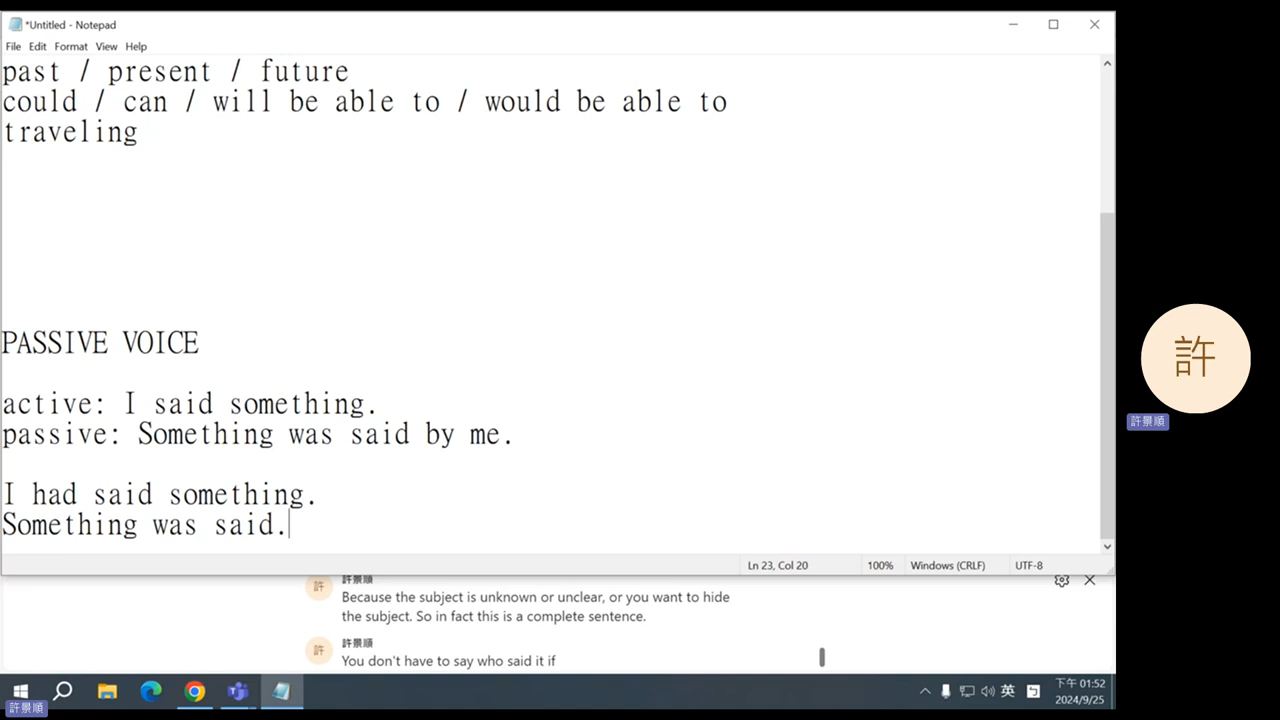 *Untitled - Notepad
File Edit Format View Help
past / present / future
could / can / will be able to / would be able to
traveling
PASSIVE VOICE
active: I said something.
passive: Something was said by me.
I had said something.
Something was said.
Ln 23, Col 20 100% Windows (CRLF) UTF-8
許
許景順
許 許景順
Because the subject is unknown or unclear, or you want to hide
the subject. So in fact this is a complete sentence.
許 許景順
You don't have to say who said it if
英 ㄅ 下午 01:52
2024/9/25
許景順